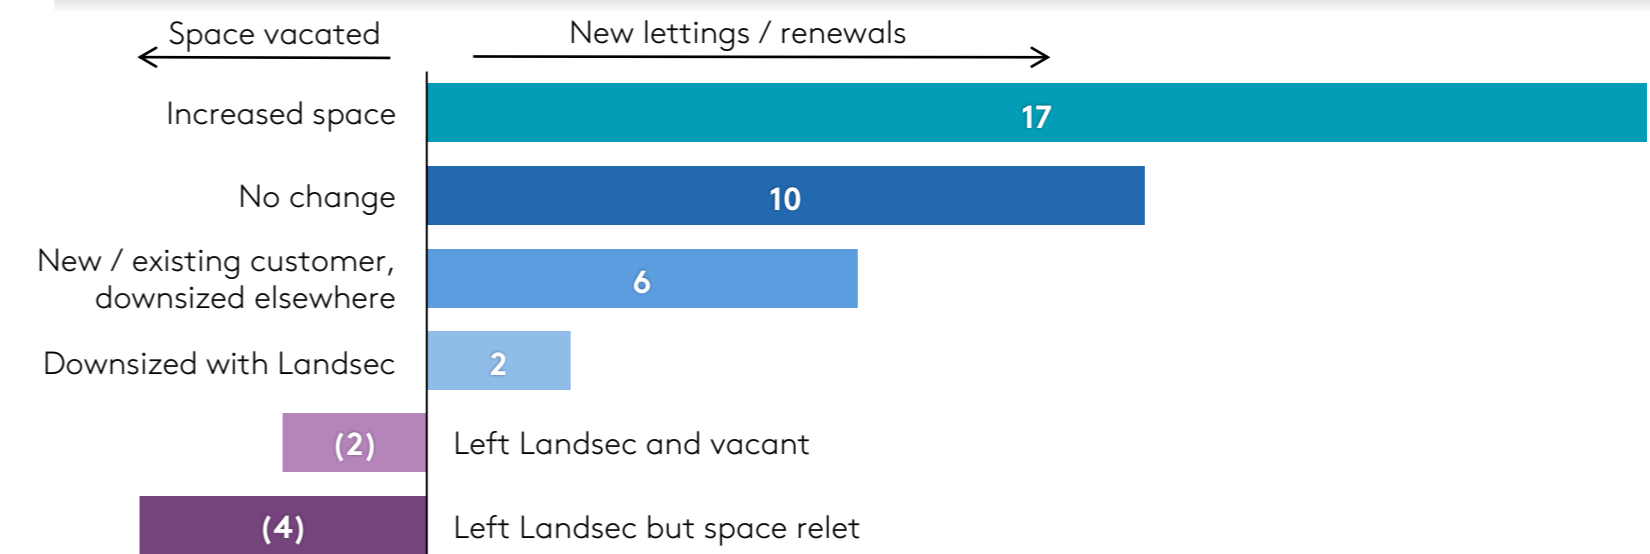 Space vacated
New lettings / renewals
Increased space
17
No change
10
New / existing customer,
downsized elsewhere
6
Downsized with Landsec
2
(2)
Left Landsec and vacant
(4)
Left Landsec but space relet